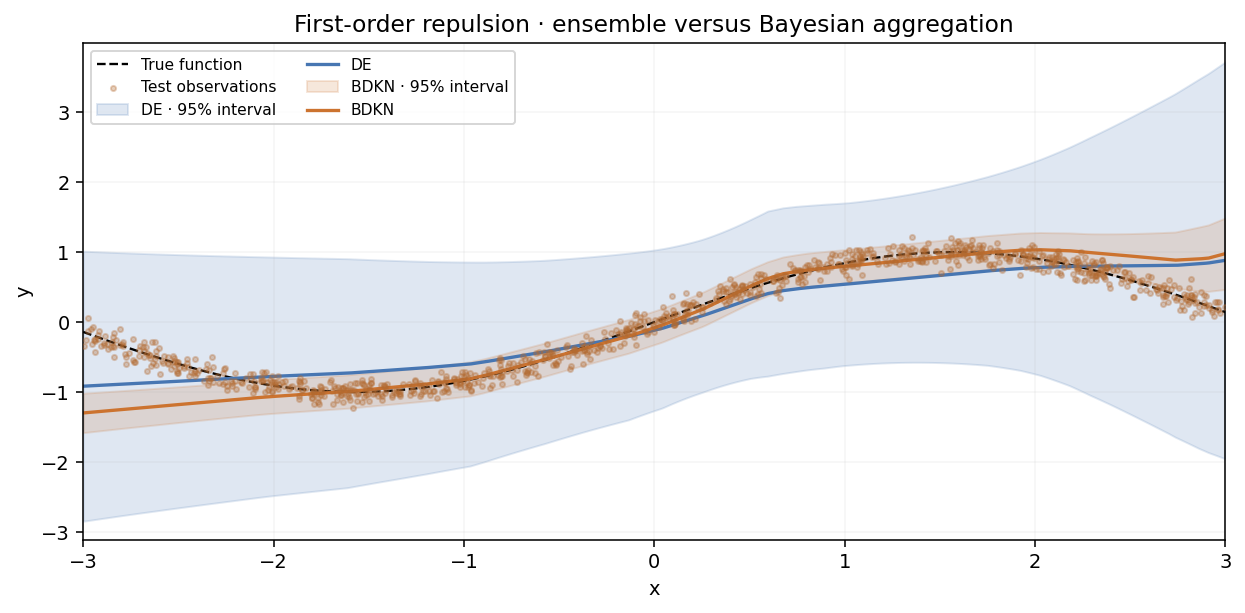 First-order repulsion · ensemble versus Bayesian aggregation
True function
Test observations
DE · 95% interval
DE
BDKN · 95% interval
BDKN
y
3
2
1
0
−1
−2
−3
−3
−2
−1
0
1
2
3
x